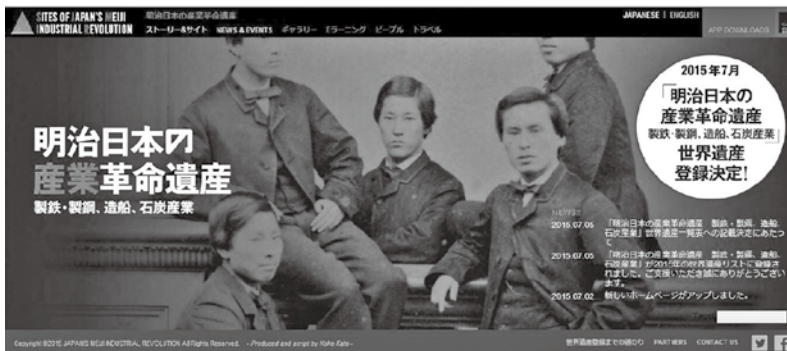 SITES OF JAPAN'S MEIJI
INDUSTRIAL REVOLUTION
明治日本の産業革命遺産
ストーリー&サイト NEWS & EVENTS ギャラリー Eラーニング ピープル トラベル
JAPANESE | ENGLISH
APP DOWNLOADS
2015年7月
「明治日本の
産業革命遺産
製鉄・製鋼、造船、石炭産業」
世界遺産
登録決定!
明治日本の
産業革命遺産
製鉄・製鋼、造船、石炭産業
2015.07.05 「明治日本の産業革命遺産 製鉄・製鋼、造船、
石炭産業」世界遺産一覧表への記載決定にあたっ
て
2015.07.05 「明治日本の産業革命遺産 製鉄・製鋼、造船、
石炭産業」が2015年の世界遺産リストに登録さ
れました。ご支援いただき誠にありがとうござい
ます。
2015.07.02 新しいホームページがアップしました。
Copyright ©2015 JAPAN'S MEIJI INDUSTRIAL REVOLUTION All Rights Reserved. - Produced and script by Koko Kato -
世界遺産登録までの道のり PARTNERS CONTACT US